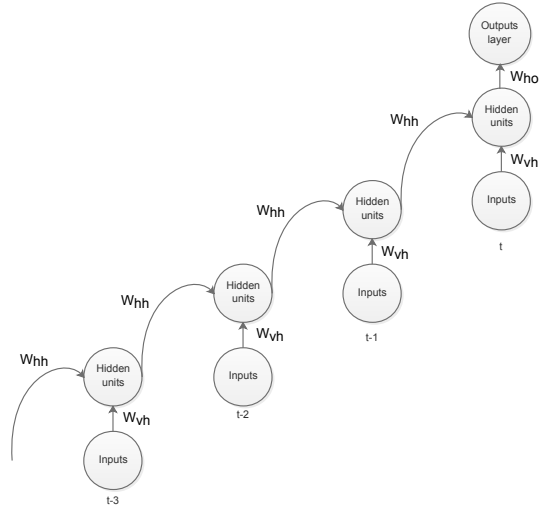 Outputs
layer
Who
Hidden
units
Whh
Wvh
Inputs
t
Hidden
units
Whh
Wvh
Inputs
t-1
Hidden
units
Whh
Wvh
Inputs
t-2
Hidden
units
Whh
Wvh
Inputs
t-3